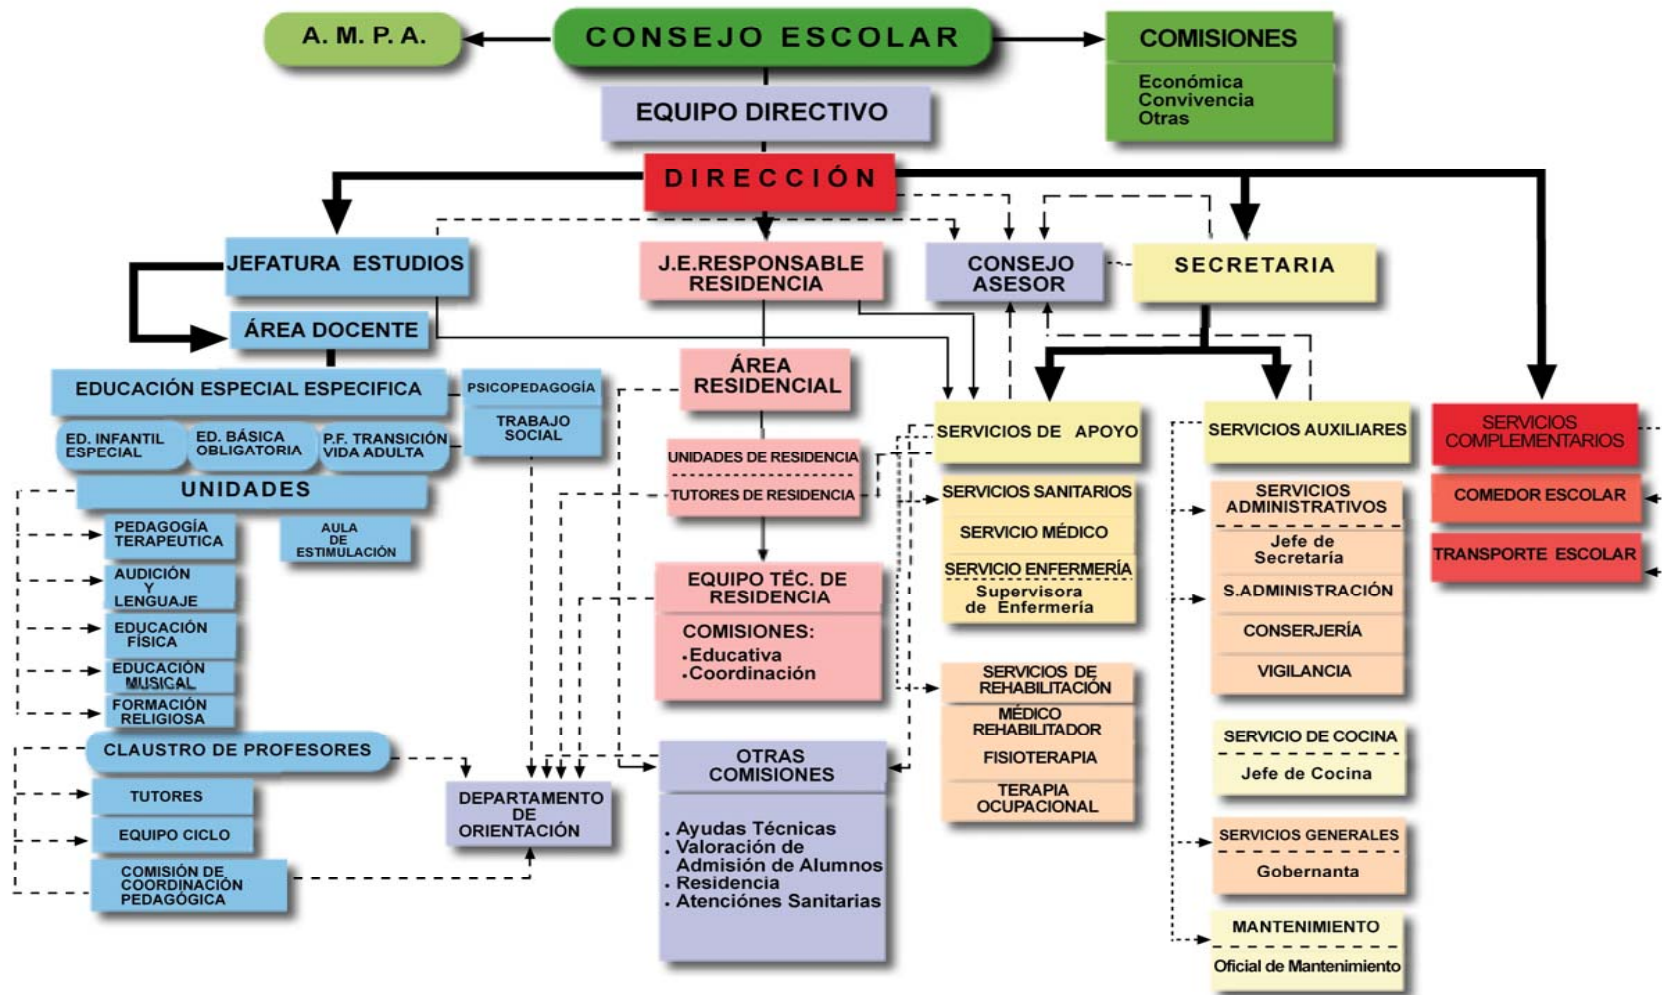 A. M. P. A.
CONSEJO ESCOLAR
COMISIONES
Económica
Convivencia
Otras
EQUIPO DIRECTIVO
DIRECCIÓN
JEFATURA ESTUDIOS
J.E.RESPONSABLE
RESIDENCIA
CONSEJO
ASESOR
SECRETARIA
ÁREA DOCENTE
EDUCACIÓN ESPECIAL ESPECIFICA
PSICOPEDAGOGÍA
TRABAJO
SOCIAL
ED. INFANTIL
ESPECIAL
ED. BÁSICA
OBLIGATORIA
P.F. TRANSICIÓN
VIDA ADULTA
UNIDADES
PEDAGOGÍA
TERAPEUTICA
AULA
DE
ESTIMULACIÓN
AUDICIÓN
Y
LENGUAJE
EDUCACIÓN
FÍSICA
EDUCACIÓN
MUSICAL
FORMACIÓN
RELIGIOSA
CLAUSTRO DE PROFESORES
TUTORES
EQUIPO CICLO
COMISIÓN DE
COORDINACIÓN
PEDAGÓGICA
DEPARTAMENTO
DE
ORIENTACIÓN
ÁREA
RESIDENCIAL
UNIDADES DE RESIDENCIA
TUTORES DE RESIDENCIA
EQUIPO TÉC. DE
RESIDENCIA
COMISIONES:
.Educativa
.Coordinación
OTRAS
COMISIONES
. Ayudas Técnicas
. Valoración de
Admisión de Alumnos
. Residencia
. Atenciónes Sanitarias
SERVICIOS DE APOYO
SERVICIOS SANITARIOS
SERVICIO MÉDICO
SERVICIO ENFERMERÍA
Supervisora
de Enfermería
SERVICIOS DE
REHABILITACIÓN
MÉDICO
REHABILITADOR
FISIOTERAPIA
TERAPIA
OCUPACIONAL
SERVICIOS AUXILIARES
SERVICIOS
ADMINISTRATIVOS
Jefe de
Secretaría
S.ADMINISTRACIÓN
CONSERJERÍA
VIGILANCIA
SERVICIO DE COCINA
Jefe de Cocina
SERVICIOS GENERALES
Gobernanta
MANTENIMIENTO
Oficial de Mantenimiento
SERVICIOS
COMPLEMENTARIOS
COMEDOR ESCOLAR
TRANSPORTE ESCOLAR